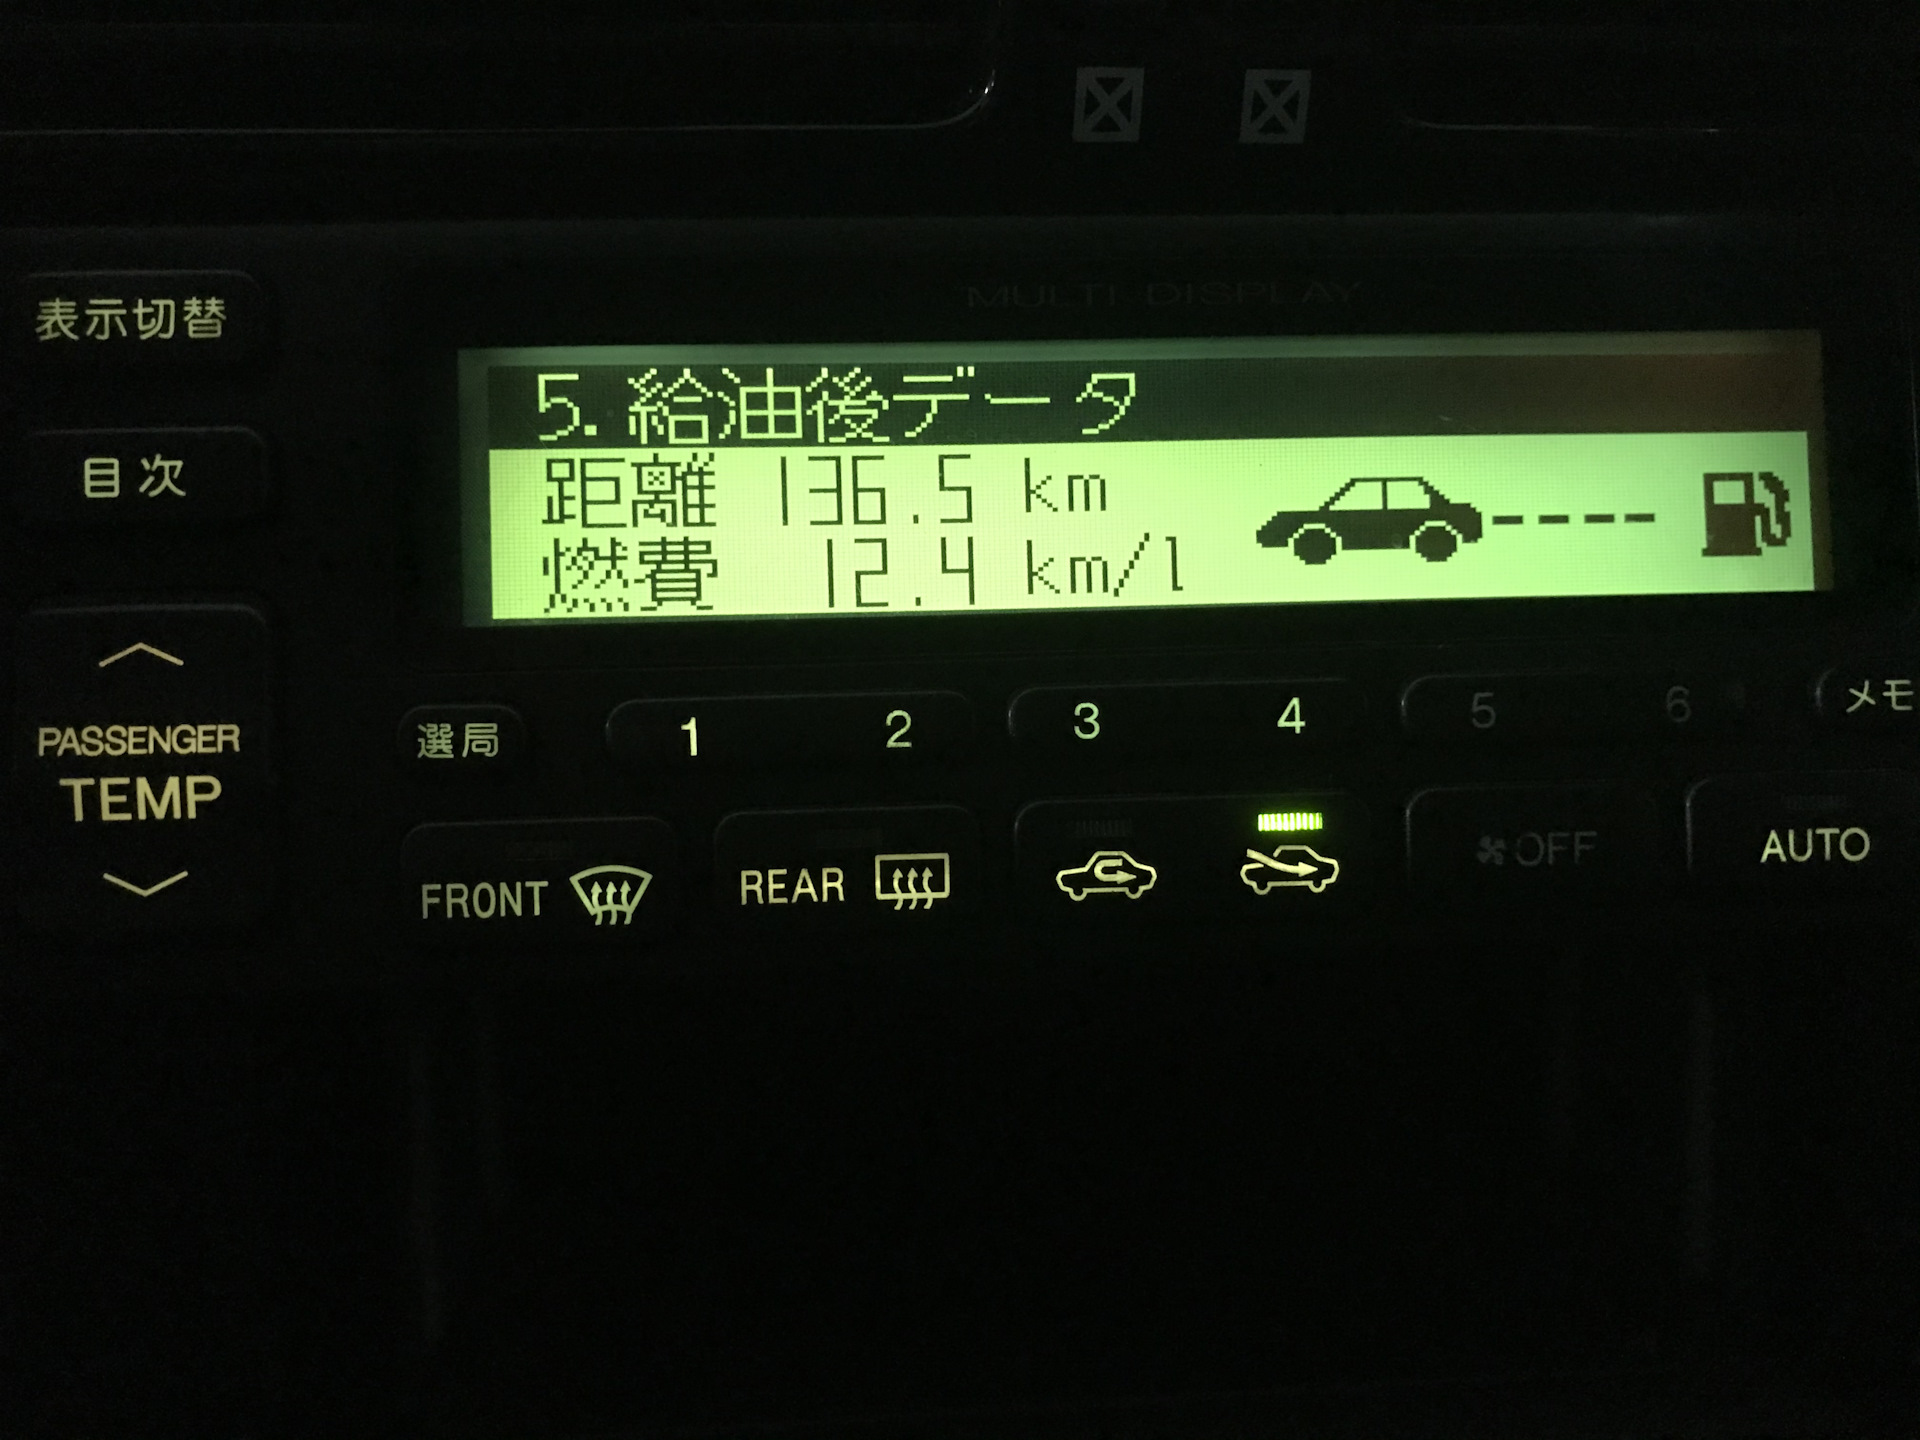 MULTI DISPLAY
表示切替
5.給油後データ
目次
距離 136.5 km
燃費 12.4 km/l
PASSENGER
TEMP
選局 1 2 3 4 5 6 メモ
FRONT REAR OFF AUTO